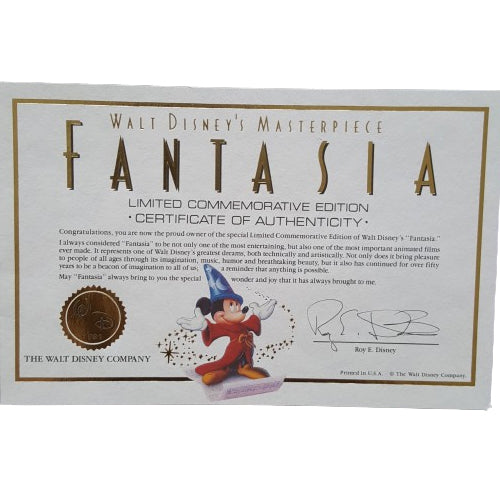 WALT DISNEY'S MASTERPIECE
FANTASIA
LIMITED COMMEMORATIVE EDITION
· CERTIFICATE OF AUTHENTICITY ·
Congratulations, you are now the proud owner of the special Limited Commemorative Edition of Walt Disney's "Fantasia."
I always considered "Fantasia" to be not only one of the most entertaining, but also one of the most important animated films
ever made. It represents one of Walt Disney's greatest dreams, both technically and artistically. Not only does it bring pleasure
to people of all ages through its imagination, music, humor and breathtaking beauty, but it also has continued for over fifty
years to be a beacon of imagination to all of us; a reminder that anything is possible.
May "Fantasia" always bring to you the special wonder and joy that it has always brought to me.
Roy E. Disney
THE WALT DISNEY COMPANY
Printed in U.S.A. · © The Walt Disney Company.